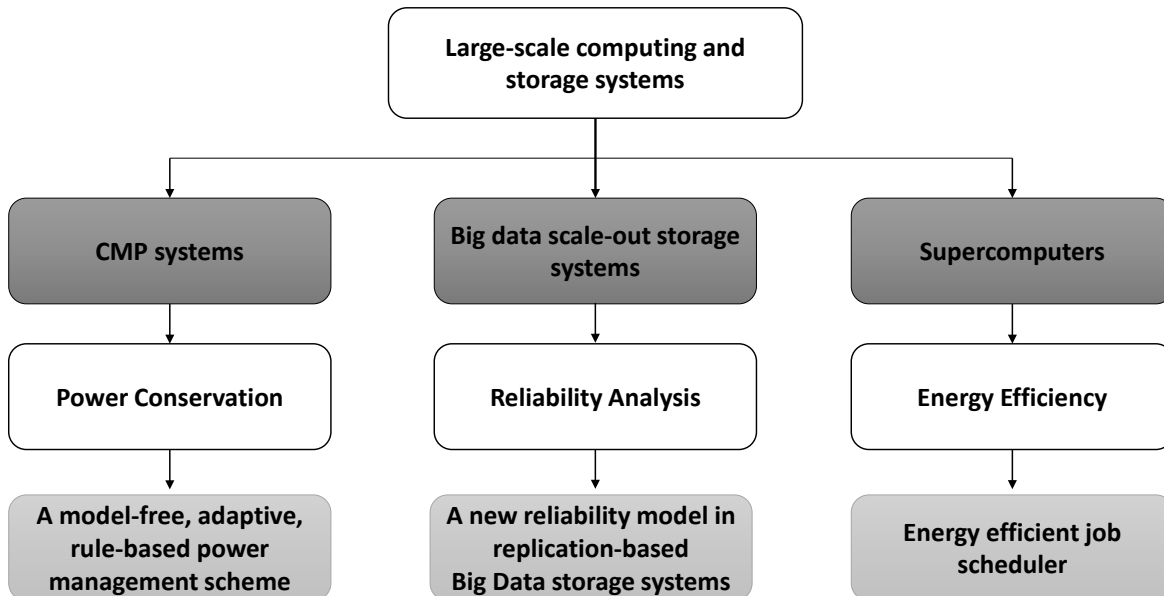 Large-scale computing and
storage systems
CMP systems
Big data scale-out storage
systems
Supercomputers
Power Conservation
Reliability Analysis
Energy Efficiency
A model-free, adaptive,
rule-based power
management scheme
A new reliability model in
replication-based
Big Data storage systems
Energy efficient job
scheduler